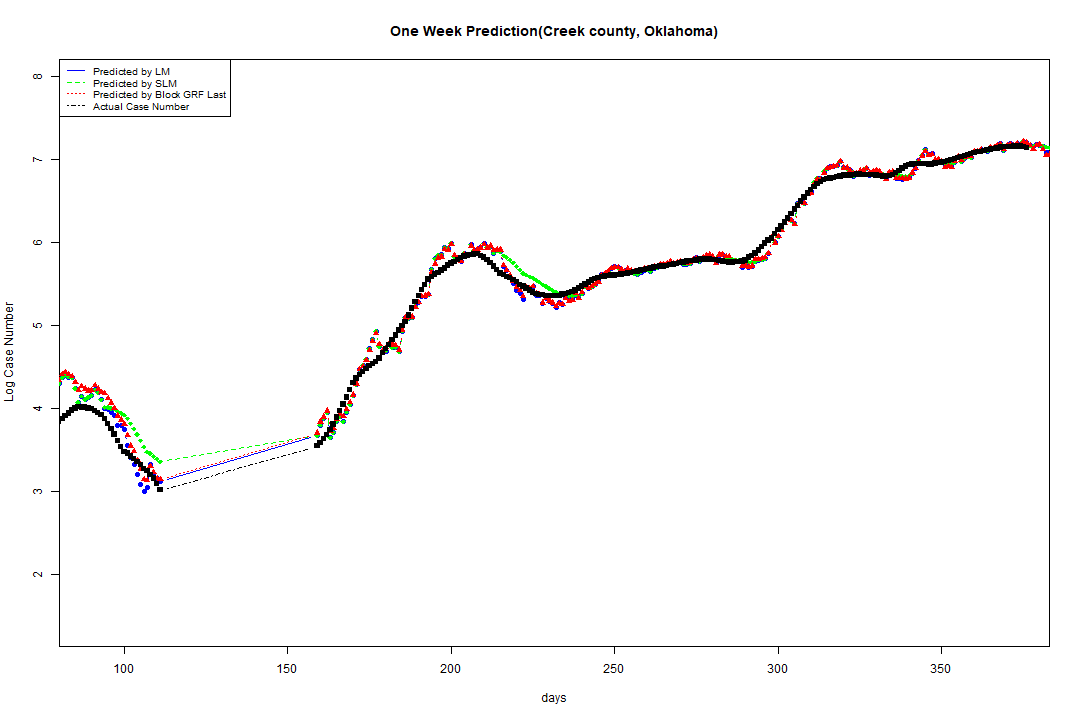 One Week Prediction(Creek county, Oklahoma)
Predicted by LM
Predicted by SLM
Predicted by Block GRF Last
Actual Case Number
8
7
6
5
4
3
2
Log Case Number
100 150 200 250 300 350
days